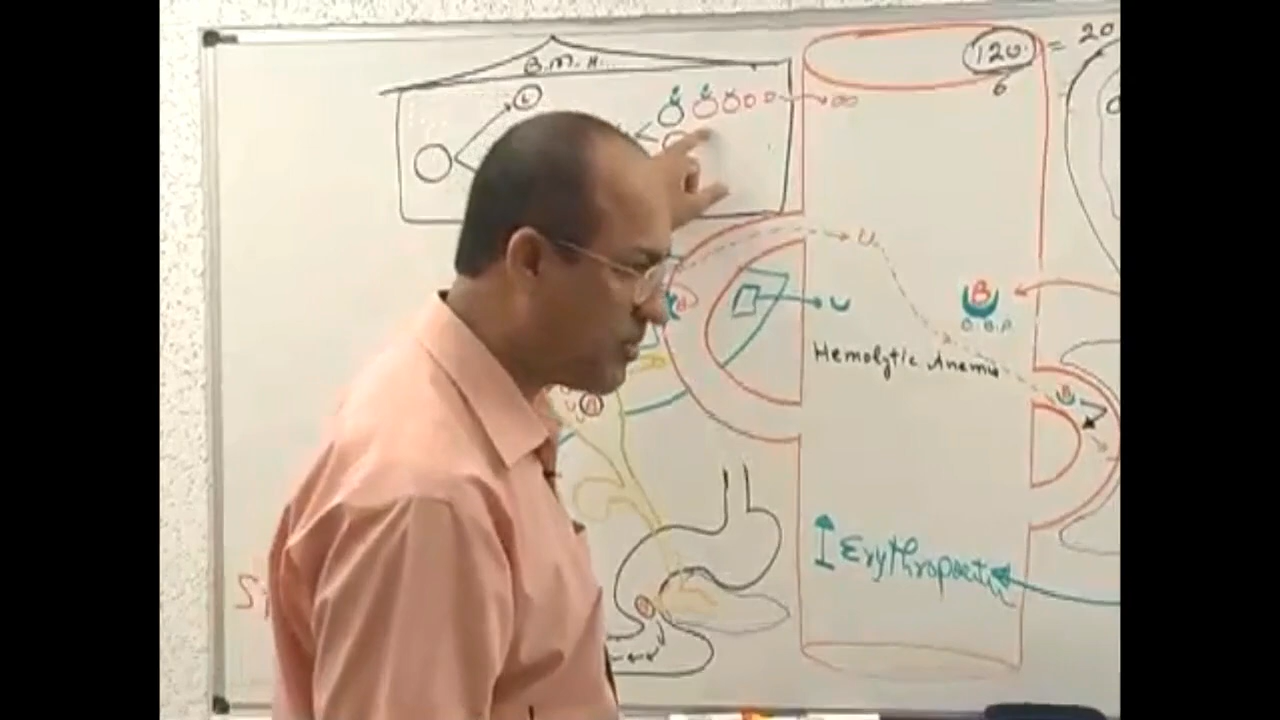 B.M.H.
L
120 = 20
6
U
B
U
B
O.B.P
Hemolytic Anemia
B
R
↑ Erythropoeti